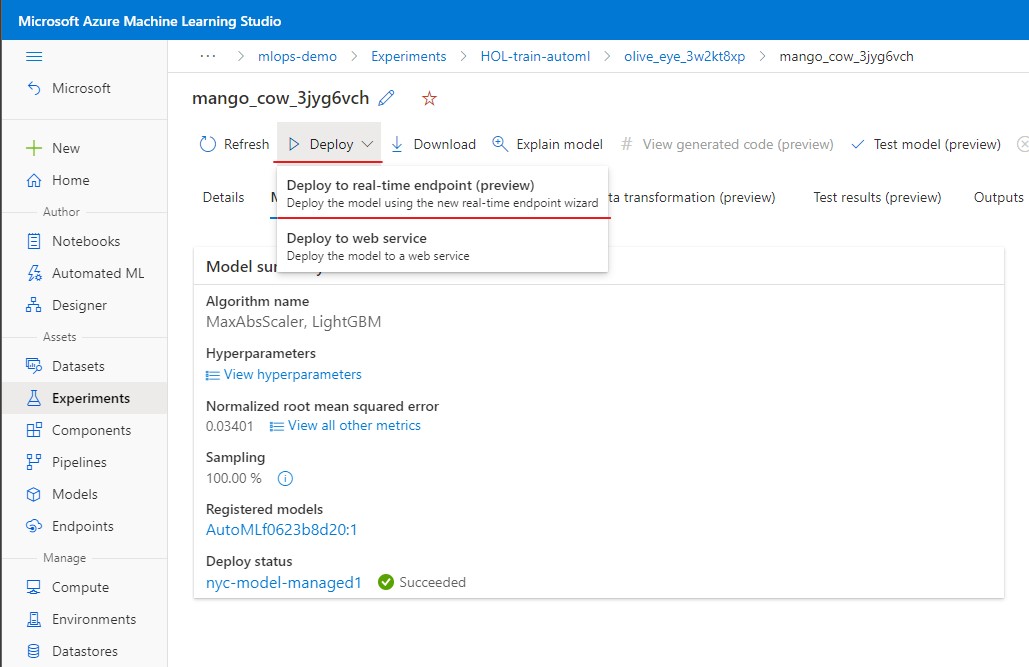 Microsoft Azure Machine Learning Studio
··· > mlops-demo > Experiments > HOL-train-automl > olive_eye_3w2kt8xp > mango_cow_3jyg6vch
Microsoft
New
Home
Author
Notebooks
Automated ML
Designer
Assets
Datasets
Experiments
Components
Pipelines
Models
Endpoints
Manage
Compute
Environments
Datastores
mango_cow_3jyg6vch
Refresh Deploy Download Explain model # View generated code (preview) Test model (preview)
Details ta transformation (preview) Test results (preview) Outputs
Deploy to real-time endpoint (preview)
Deploy the model using the new real-time endpoint wizard
Deploy to web service
Deploy the model to a web service
Model
Algorithm name
MaxAbsScaler, LightGBM
Hyperparameters
View hyperparameters
Normalized root mean squared error
0.03401 View all other metrics
Sampling
100.00 %
Registered models
AutoMLf0623b8d20:1
Deploy status
nyc-model-managed1 Succeeded